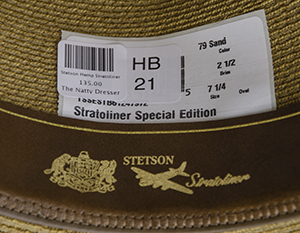 Stetson Hemp Stratoliner
135.00
The Natty Dresser
HB
21
79 Sand
Color
2 1/2
Brim
7 1/4
Size
Oval
Stratoliner Special Edition
STETSON
Stratoliner